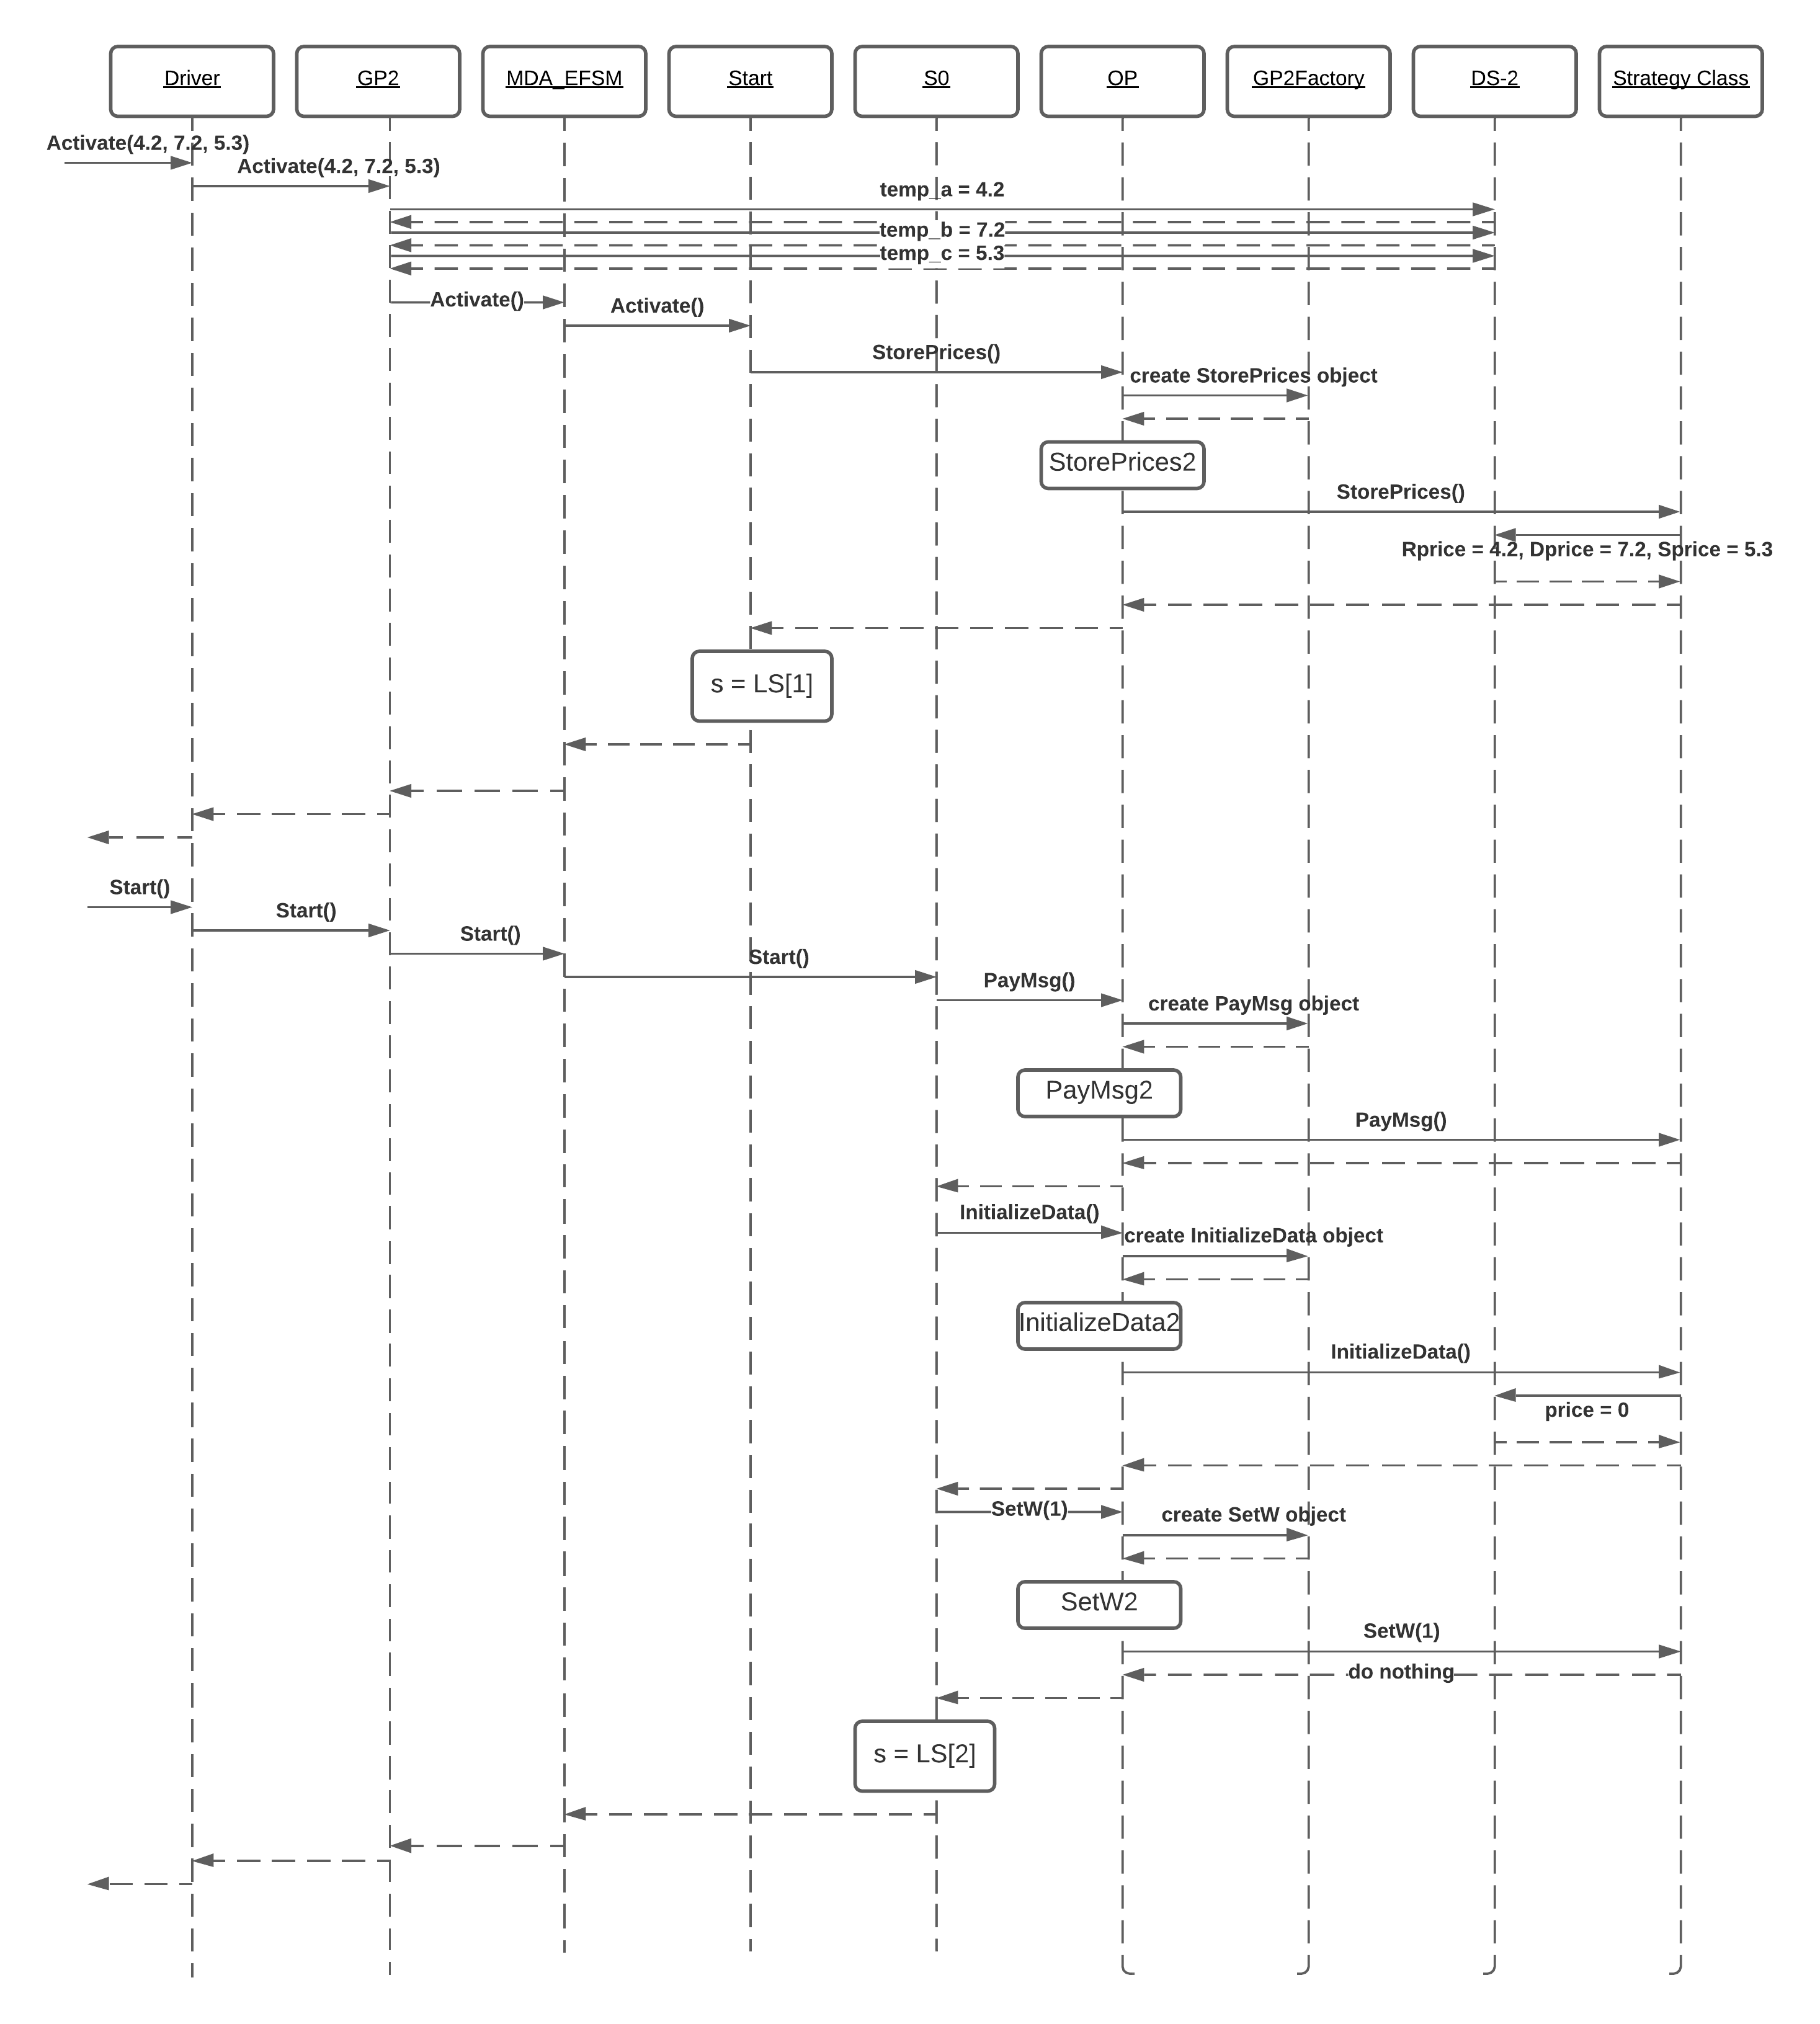 Driver
GP2
MDA_EFSM
Start
S0
OP
GP2Factory
DS-2
Strategy Class
Activate(4.2, 7.2, 5.3)
Activate(4.2, 7.2, 5.3)
temp_a = 4.2
temp_b = 7.2
temp_c = 5.3
Activate()
Activate()
StorePrices()
create StorePrices object
StorePrices2
StorePrices()
Rprice = 4.2, Dprice = 7.2, Sprice = 5.3
s = LS[1]
Start()
Start()
Start()
Start()
PayMsg()
create PayMsg object
PayMsg2
PayMsg()
InitializeData()
create InitializeData object
InitializeData2
InitializeData()
price = 0
SetW(1)
create SetW object
SetW2
SetW(1)
do nothing
s = LS[2]